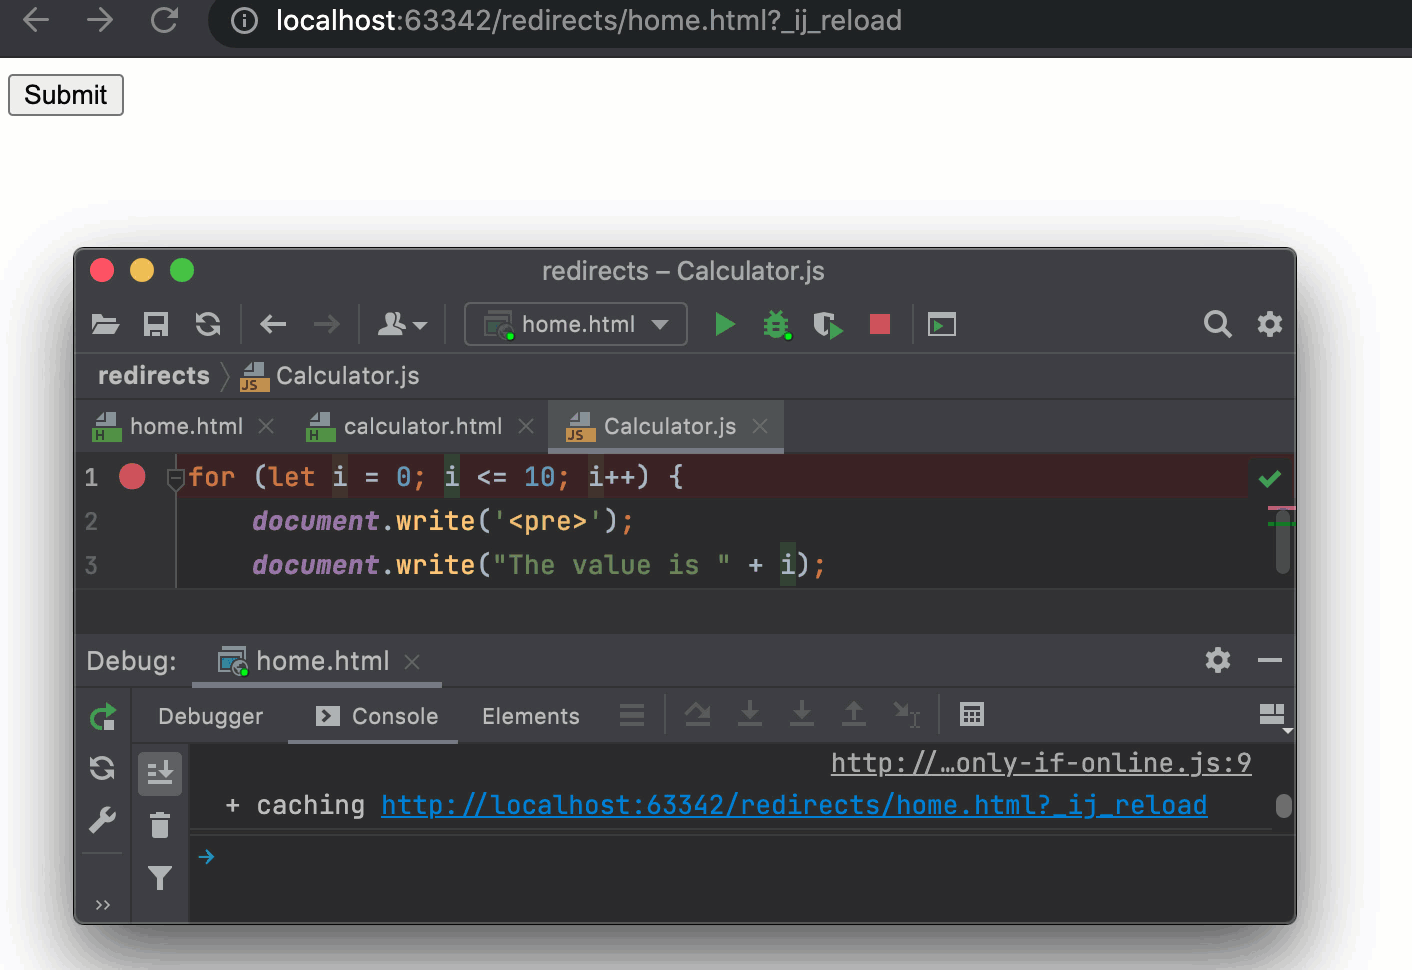 localhost:63342/redirects/home.html?_ij_reload
Submit
redirects – Calculator.js
home.html
redirects
JS
Calculator.js
H
home.html
H
calculator.html
JS
Calculator.js
1 for (let i = 0; i <= 10; i++) {
2 document.write('<pre>');
3 document.write("The value is " + i);
Debug:
home.html
Debugger
Console
Elements
http://…only-if-online.js:9
+ caching http://localhost:63342/redirects/home.html?_ij_reload